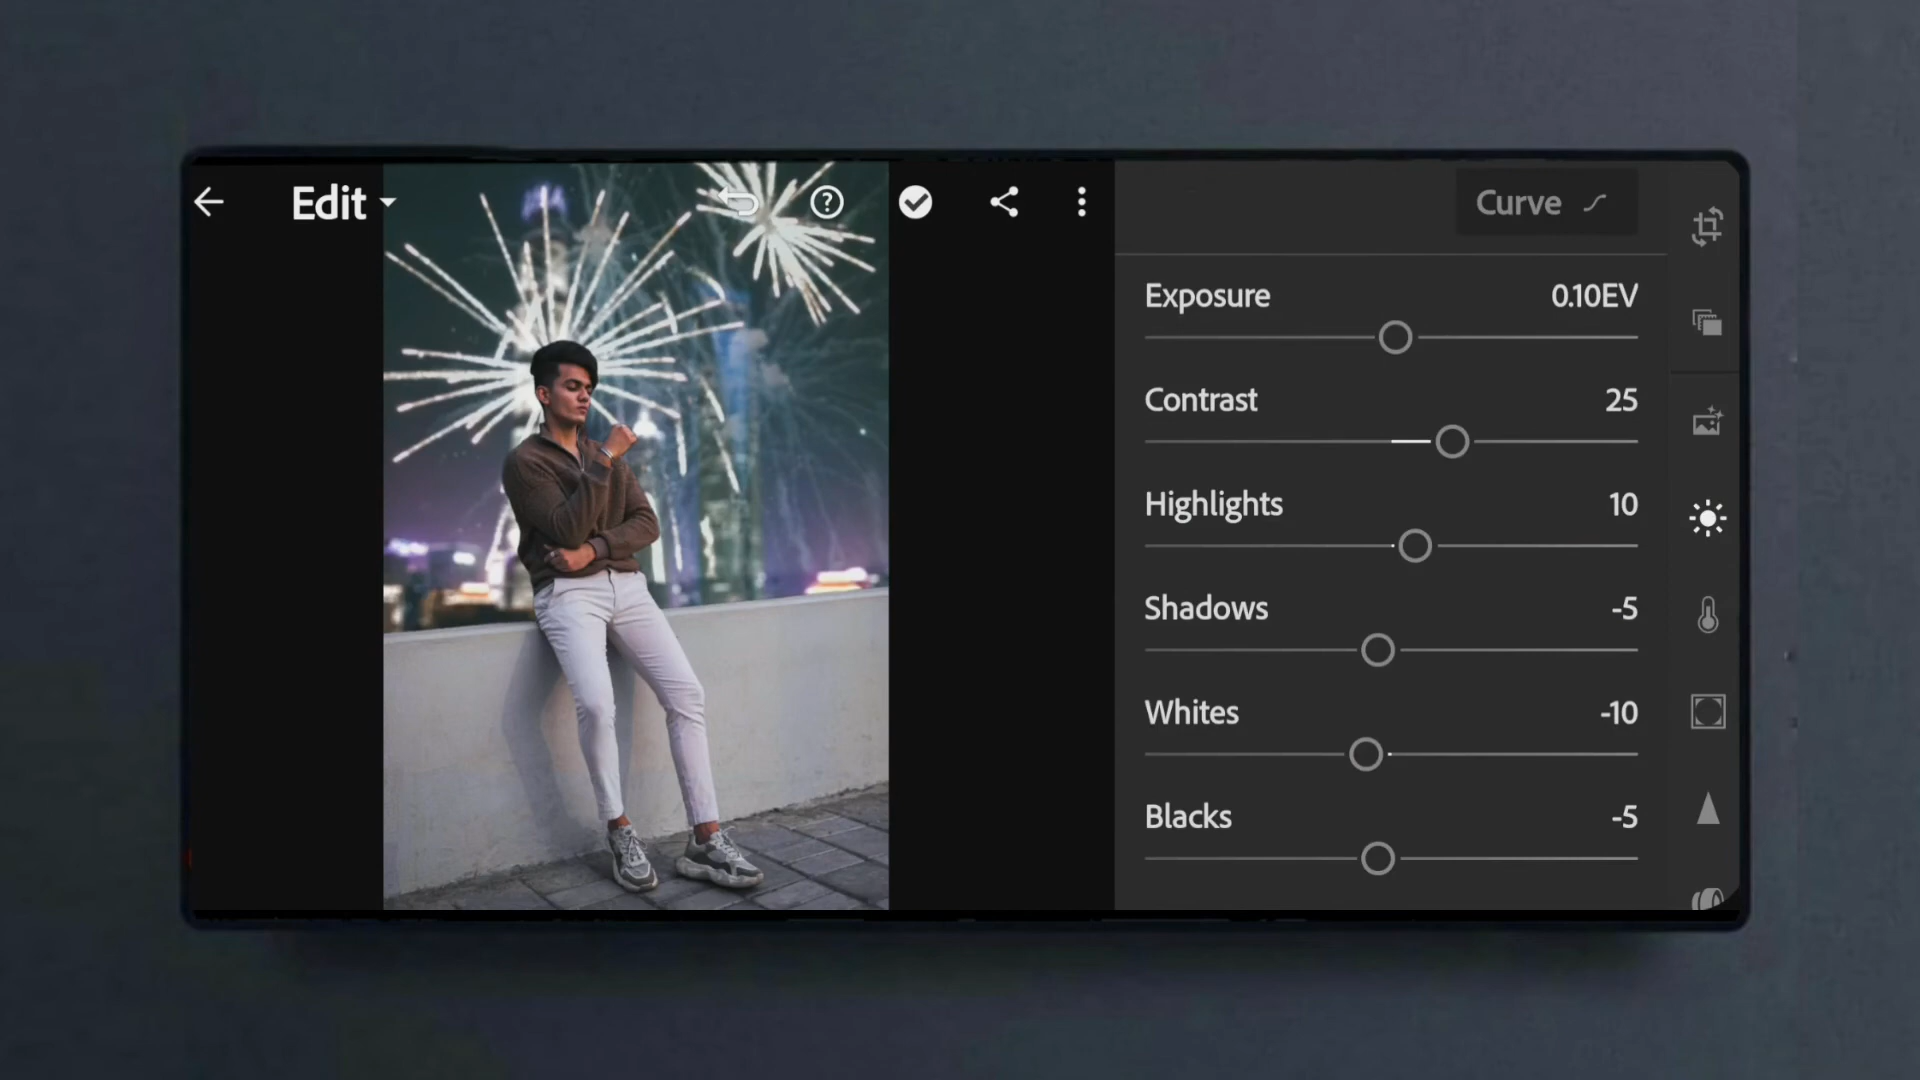 Edit
Curve
Exposure 0.10EV
Contrast 25
Highlights 10
Shadows -5
Whites -10
Blacks -5